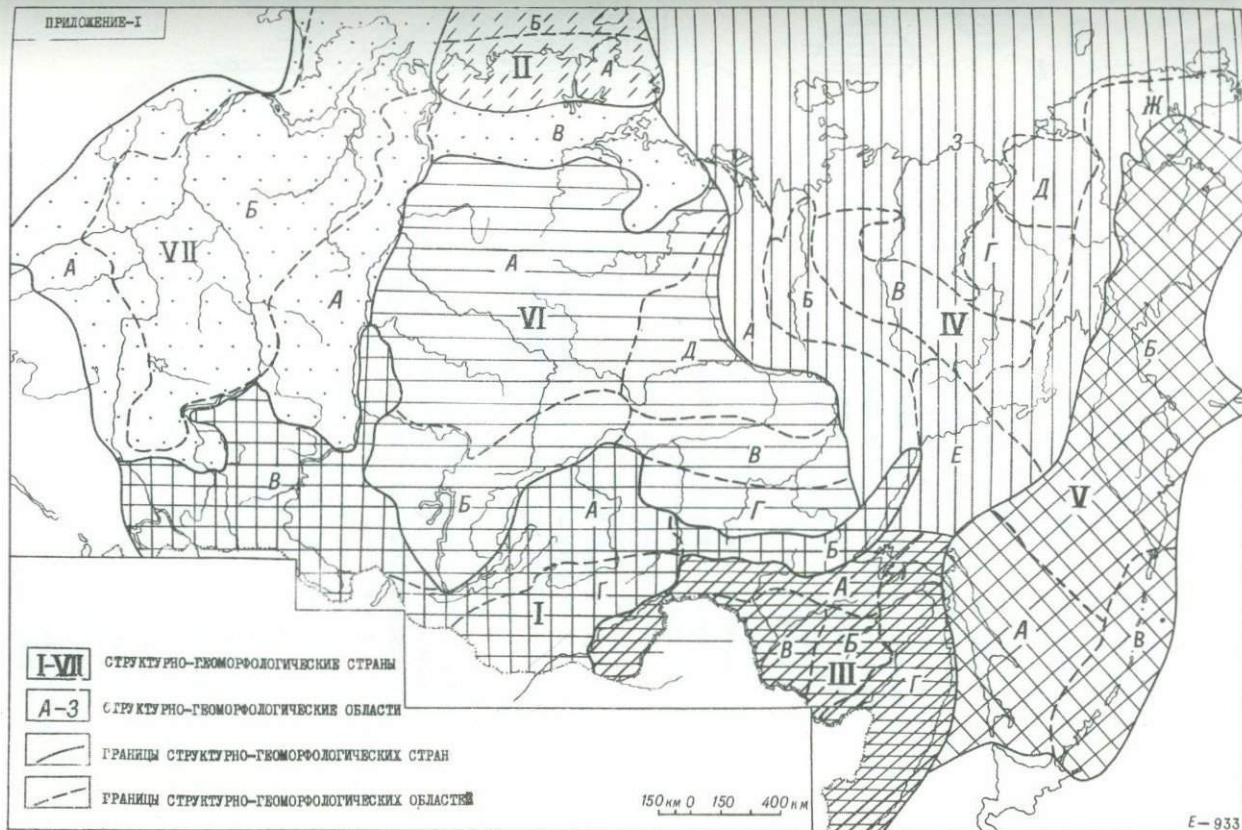 ПРИЛОЖЕНИЕ-I
Б
II
А
В
Ж
З
Д
Б
А
VII
А
А
VI
Б
В
Г
IV
А
Д
Б
Е
В
В
Г
V
Б
А
Б
Г
I
А
В
Б
III
Г
А
В
I-VII СТРУКТУРНО-ГЕОМОРФОЛОГИЧЕСКИЕ СТРАНЫ
А-З СТРУКТУРНО-ГЕОМОРФОЛОГИЧЕСКИЕ ОБЛАСТИ
ГРАНИЦЫ СТРУКТУРНО-ГЕОМОРФОЛОГИЧЕСКИХ СТРАН
ГРАНИЦЫ СТРУКТУРНО-ГЕОМОРФОЛОГИЧЕСКИХ ОБЛАСТЕЙ
150 км 0 150 400 км
Е-933